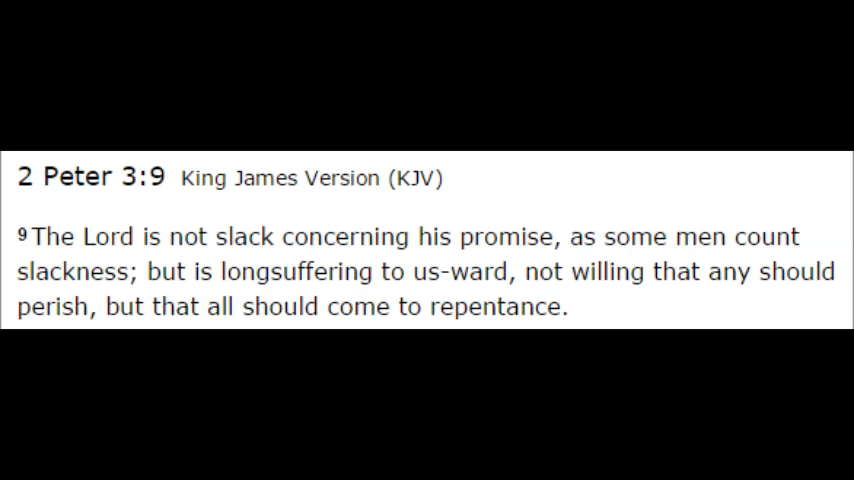 2 Peter 3:9 King James Version (KJV)
9 The Lord is not slack concerning his promise, as some men count
slackness; but is longsuffering to us-ward, not willing that any should
perish, but that all should come to repentance.